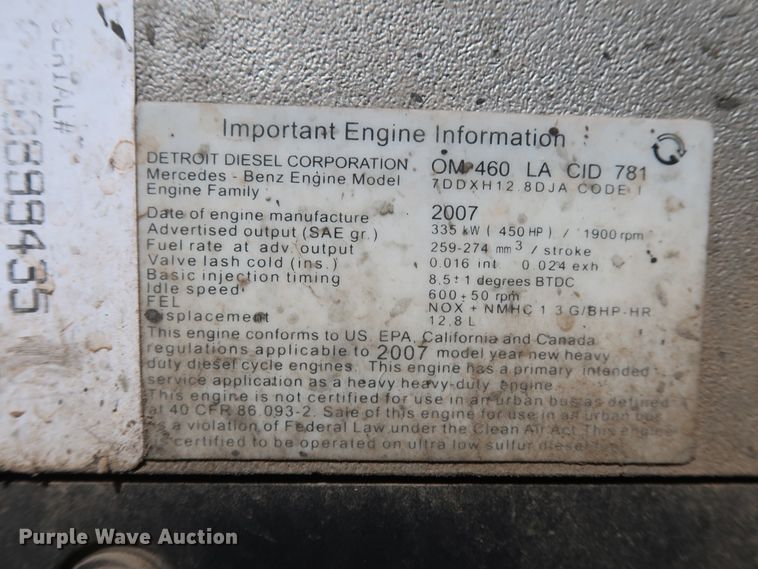 SERIAL#
899435
Important Engine Information
DETROIT DIESEL CORPORATION OM 460 LA CID 781
Mercedes - Benz Engine Model
Engine Family 7DDXH12.8DJA CODE I
Date of engine manufacture 2007
Advertised output (SAE gr.) 335 kW ( 450 HP) / 1900 rpm
Fuel rate at adv. output 259-274 mm³ / stroke
Valve lash cold (ins.) 0.016 int 0.024 exh
Basic injection timing 8.5±1 degrees BTDC
Idle speed 600+50 rpm
FEL NOX + NMHC 1.3 G/BHP-HR
Displacement 12.8 L
This engine conforms to US. EPA, California and Canada
regulations applicable to 2007 model year new heavy
duty diesel cycle engines. This engine has a primary intended
service application as a heavy heavy-duty engine.
This engine is not certified for use in an urban bus as defined
at 40 CFR 86.093-2. Sale of this engine for use in an urban bus
is a violation of Federal Law under the Clean Air Act. This engine
is certified to be operated on ultra low sulfur diesel
Purple Wave Auction